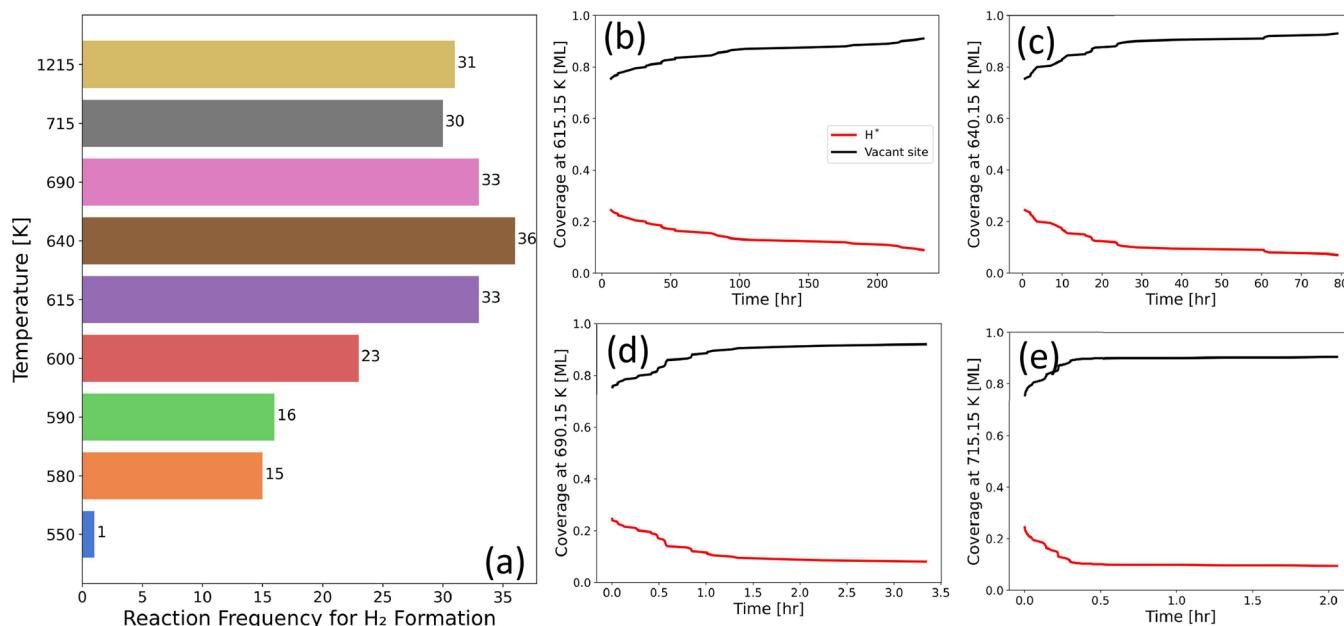 (a)
Temperature [K]
1215
715
690
640
615
600
590
580
550
31
30
33
36
33
23
16
15
1
0 5 10 15 20 25 30 35
Reaction Frequency for H₂ Formation
(b)
Coverage at 615.15 K [ML]
1.0
0.8
0.6
0.4
0.2
0.0
H*
Vacant site
0 50 100 150 200
Time [hr]
(c)
Coverage at 640.15 K [ML]
1.0
0.8
0.6
0.4
0.2
0.0
0 10 20 30 40 50 60 70 80
Time [hr]
(d)
Coverage at 690.15 K [ML]
1.0
0.8
0.6
0.4
0.2
0.0
0.0 0.5 1.0 1.5 2.0 2.5 3.0 3.5
Time [hr]
(e)
Coverage at 715.15 K [ML]
1.0
0.8
0.6
0.4
0.2
0.0
0.0 0.5 1.0 1.5 2.0
Time [hr]